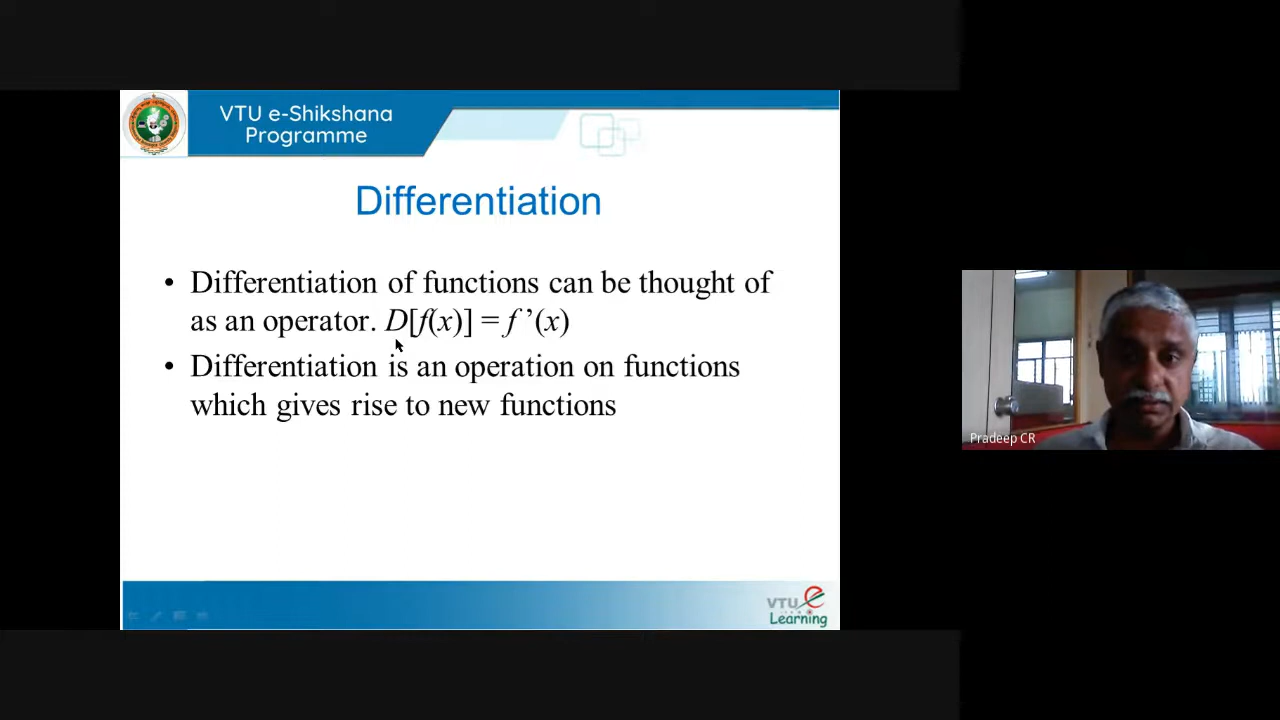 VTU e-Shikshana
Programme
Differentiation
• Differentiation of functions can be thought of
as an operator. D[f(x)] = f ’(x)
• Differentiation is an operation on functions
which gives rise to new functions
Pradeep CR
VTU e
Learning